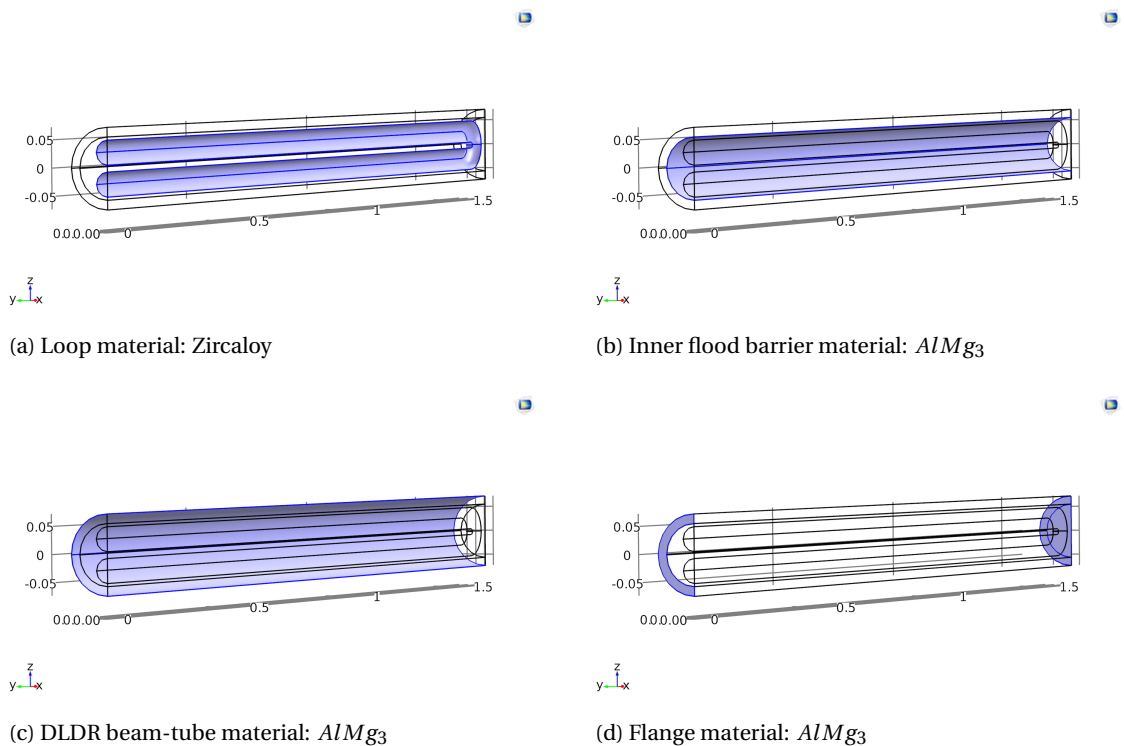 0.05
0
-0.05
0.0.0.00
0
0.5
1
1.5
z
y
x
(a) Loop material: Zircaloy
0.05
0
-0.05
0.0.0.00
0
0.5
1
1.5
z
y
x
(b) Inner flood barrier material: AlMg3
0.05
0
-0.05
0.0.0.00
0
0.5
1
1.5
z
y
x
(c) DLDR beam-tube material: AlMg3
0.05
0
-0.05
0.0.0.00
0
0.5
1
1.5
z
y
x
(d) Flange material: AlMg3